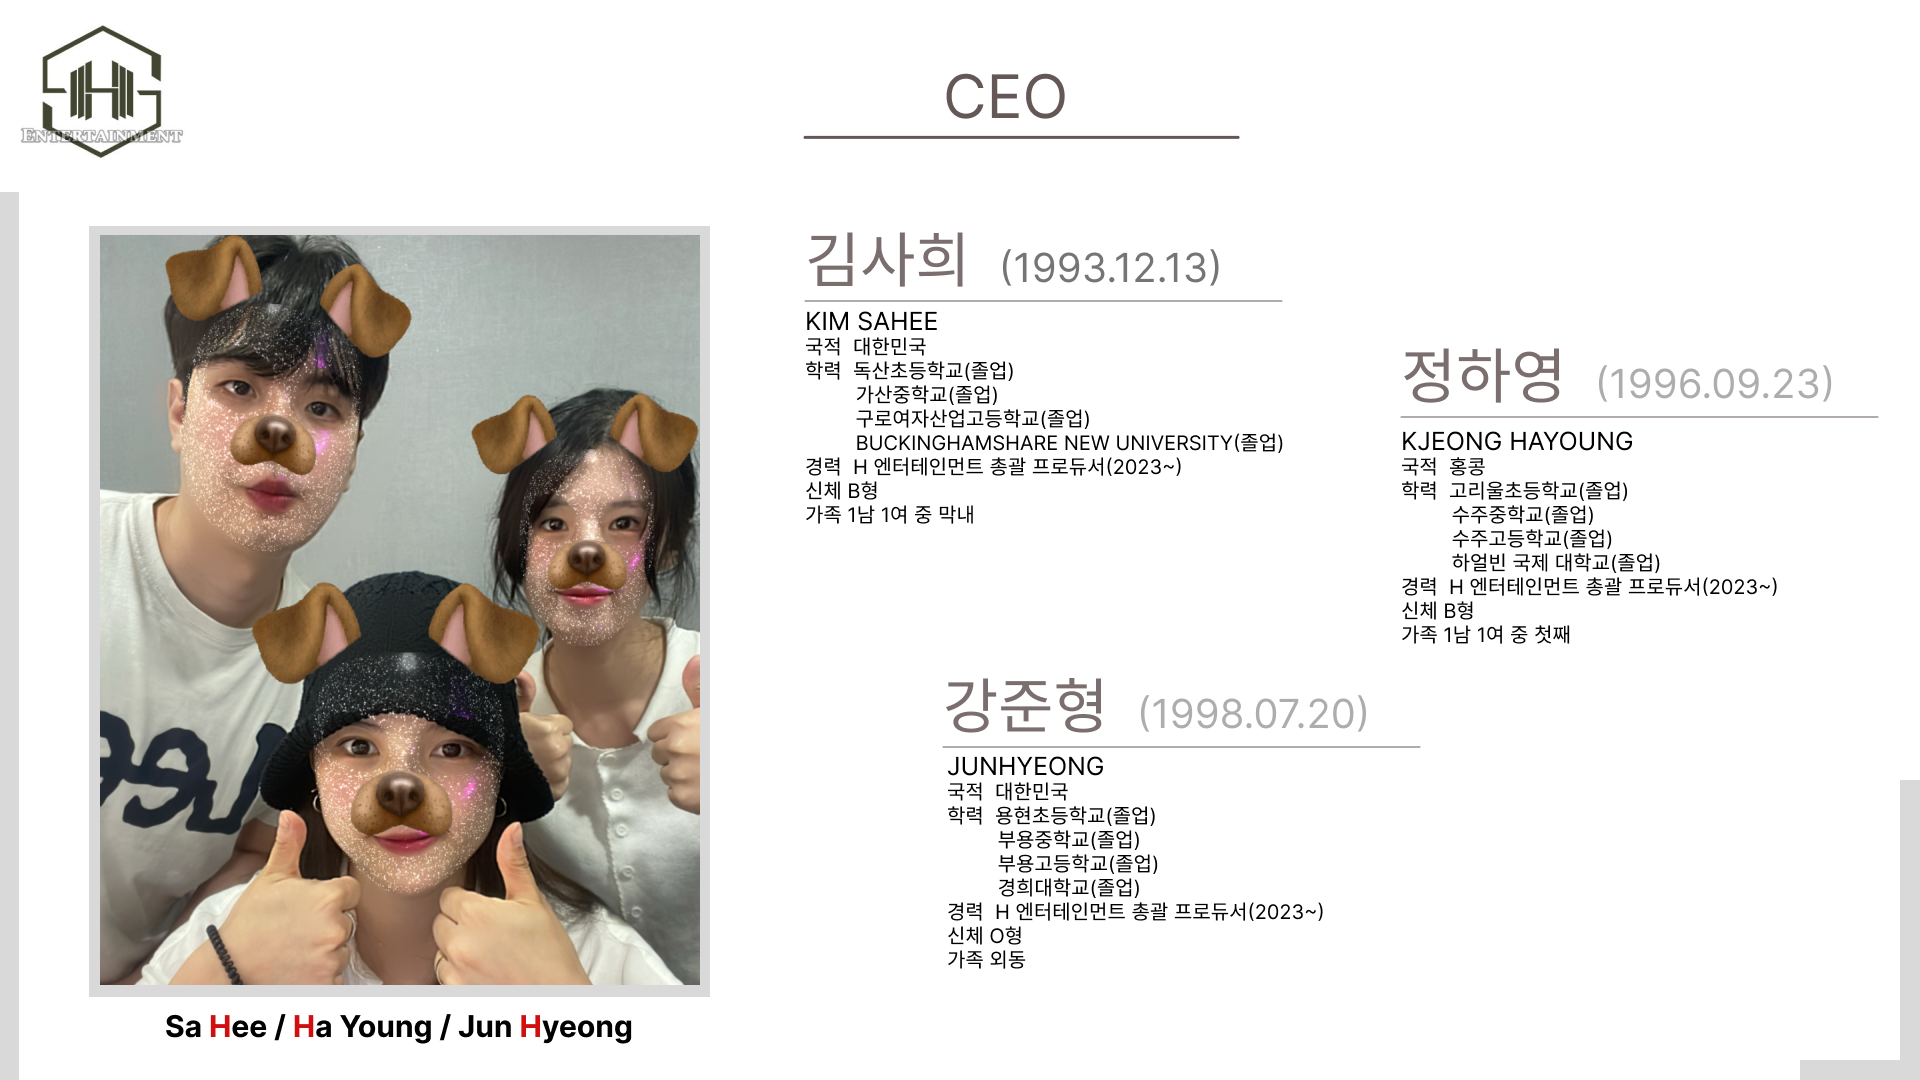 SHG
ENTERTAINMENT
CEO
김사희 (1993.12.13)
KIM SAHEE
국적 대한민국
학력 독산초등학교(졸업)
가산중학교(졸업)
구로여자산업고등학교(졸업)
BUCKINGHAMSHARE NEW UNIVERSITY(졸업)
경력 H 엔터테인먼트 총괄 프로듀서(2023~)
신체 B형
가족 1남 1여 중 막내
정하영 (1996.09.23)
KJEONG HAYOUNG
국적 홍콩
학력 고리울초등학교(졸업)
수주중학교(졸업)
수주고등학교(졸업)
하얼빈 국제 대학교(졸업)
경력 H 엔터테인먼트 총괄 프로듀서(2023~)
신체 B형
가족 1남 1여 중 첫째
강준형 (1998.07.20)
JUNHYEONG
국적 대한민국
학력 용현초등학교(졸업)
부용중학교(졸업)
부용고등학교(졸업)
경희대학교(졸업)
경력 H 엔터테인먼트 총괄 프로듀서(2023~)
신체 O형
가족 외동
Sa Hee / Ha Young / Jun Hyeong